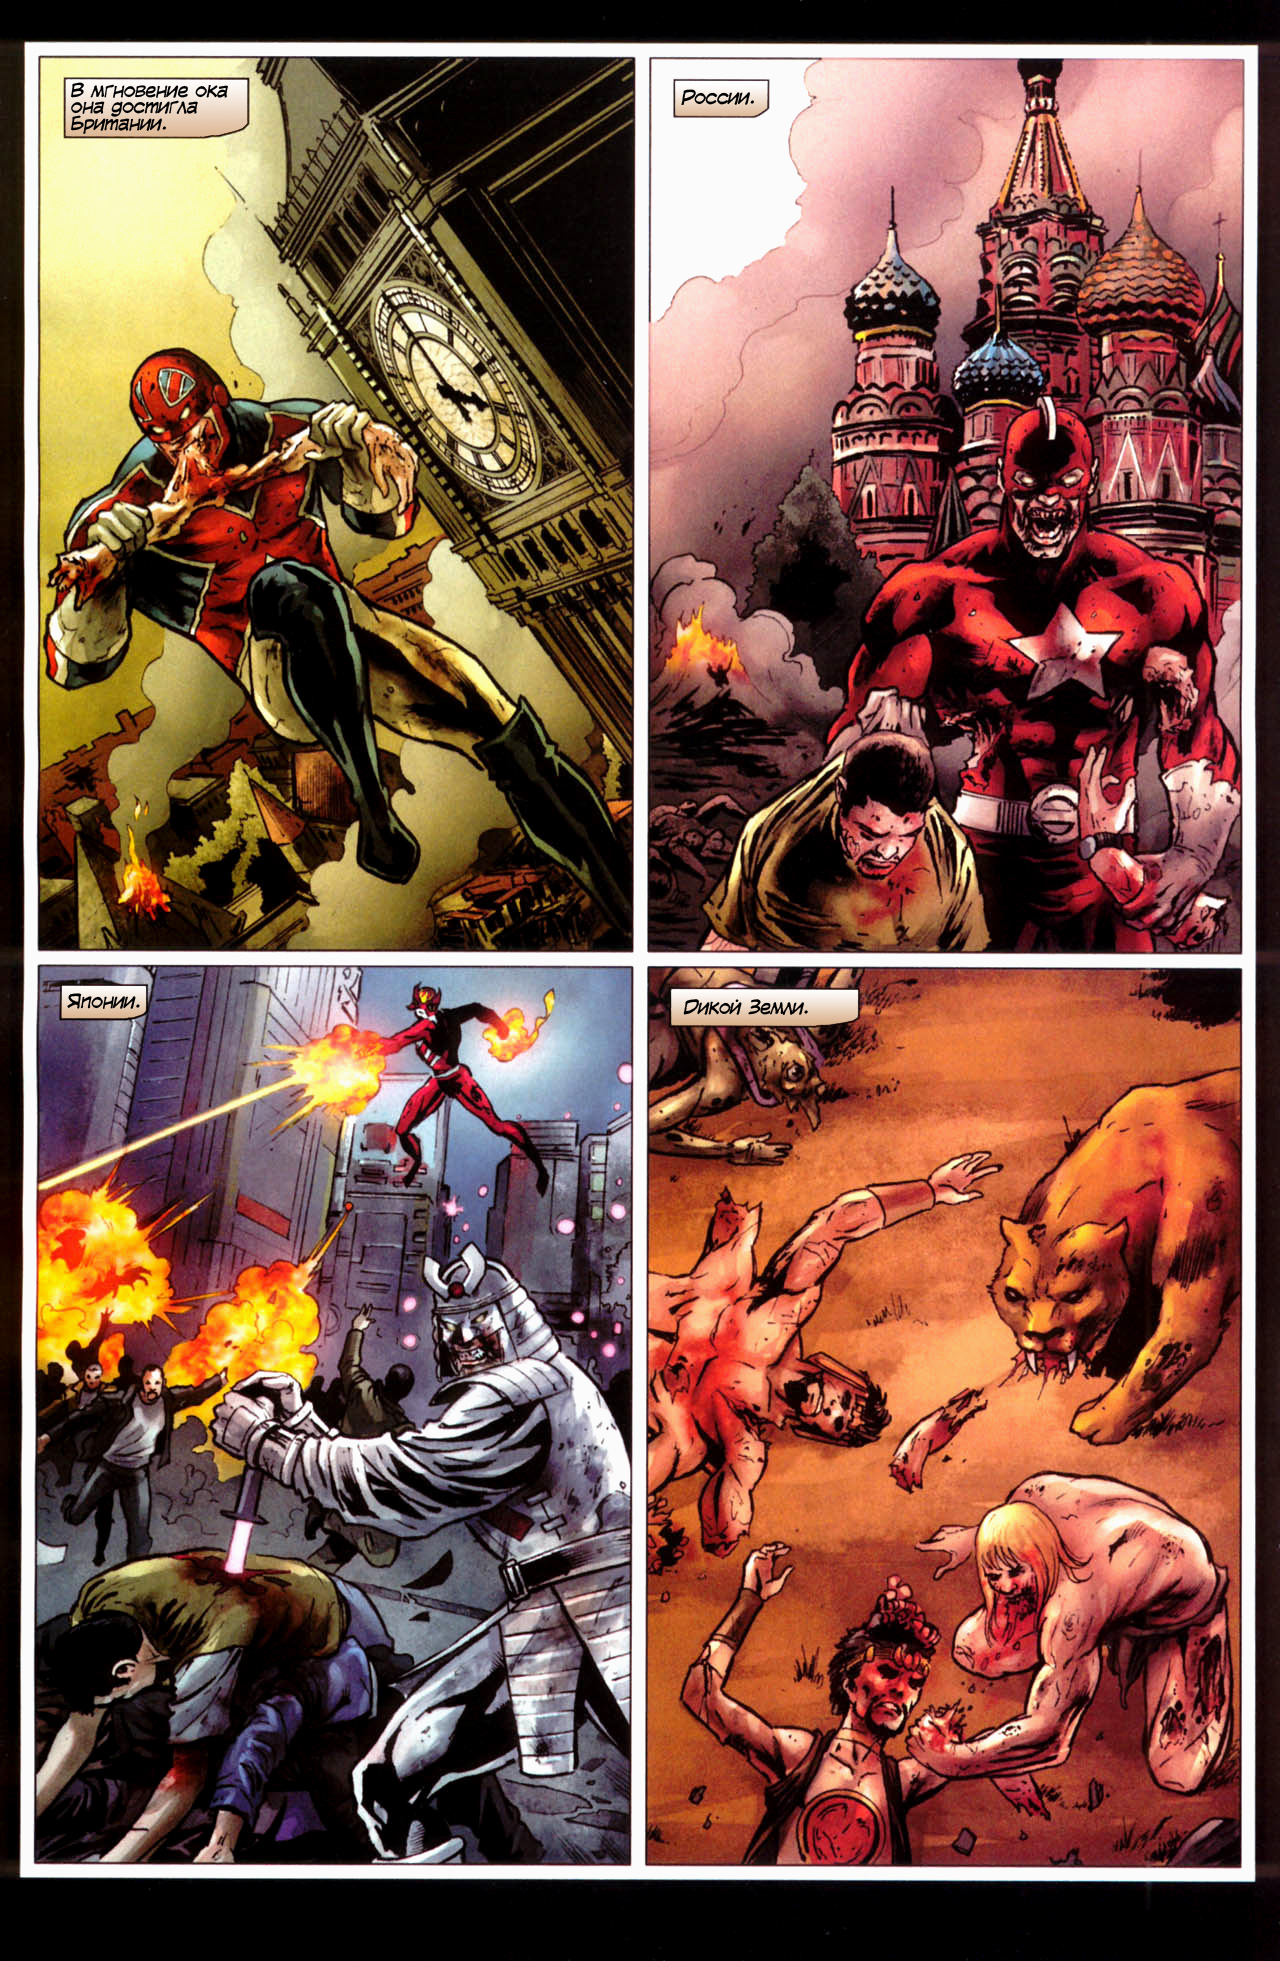 В мгновение ока
она достигла
Британии.
России.
Японии.
Дикой Земли.